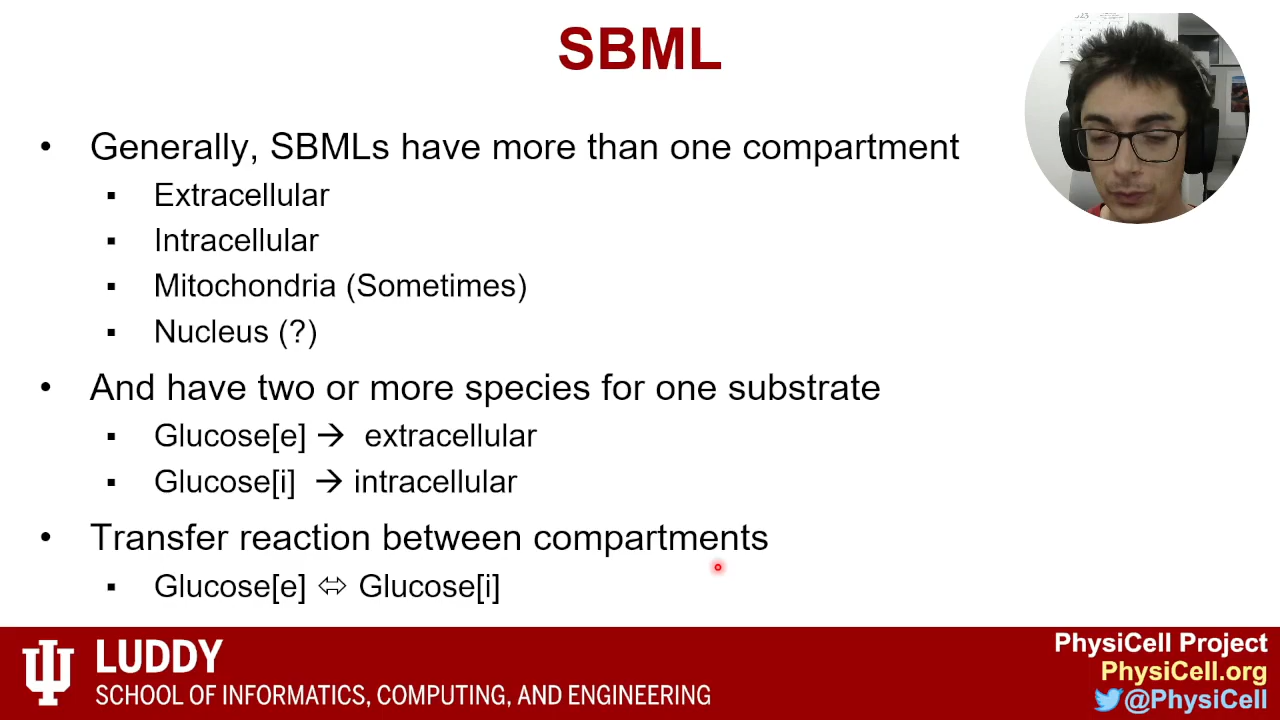 SBML
• Generally, SBMLs have more than one compartment
▪ Extracellular
▪ Intracellular
▪ Mitochondria (Sometimes)
▪ Nucleus (?)
• And have two or more species for one substrate
▪ Glucose[e] → extracellular
▪ Glucose[i] → intracellular
• Transfer reaction between compartments
▪ Glucose[e] ⬄ Glucose[i]
LUDDY
SCHOOL OF INFORMATICS, COMPUTING, AND ENGINEERING
PhysiCell Project
PhysiCell.org
@PhysiCell